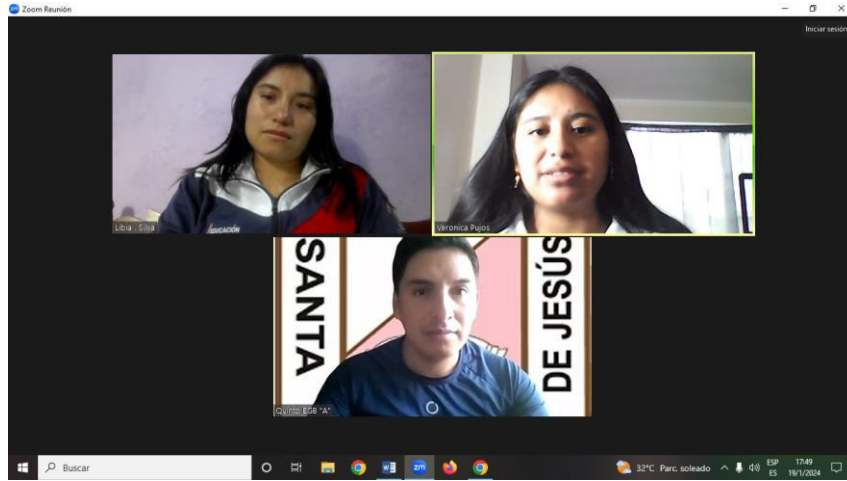 Zoom Reunión
Iniciar sesión
Libia . Silva
EDUCACIÓN
Veronica Pujos
SANTA
DE JESÚS
Quinto EGB "A"
Buscar
32°C Parc. soleado
ESP
ES
17:49
19/1/2024